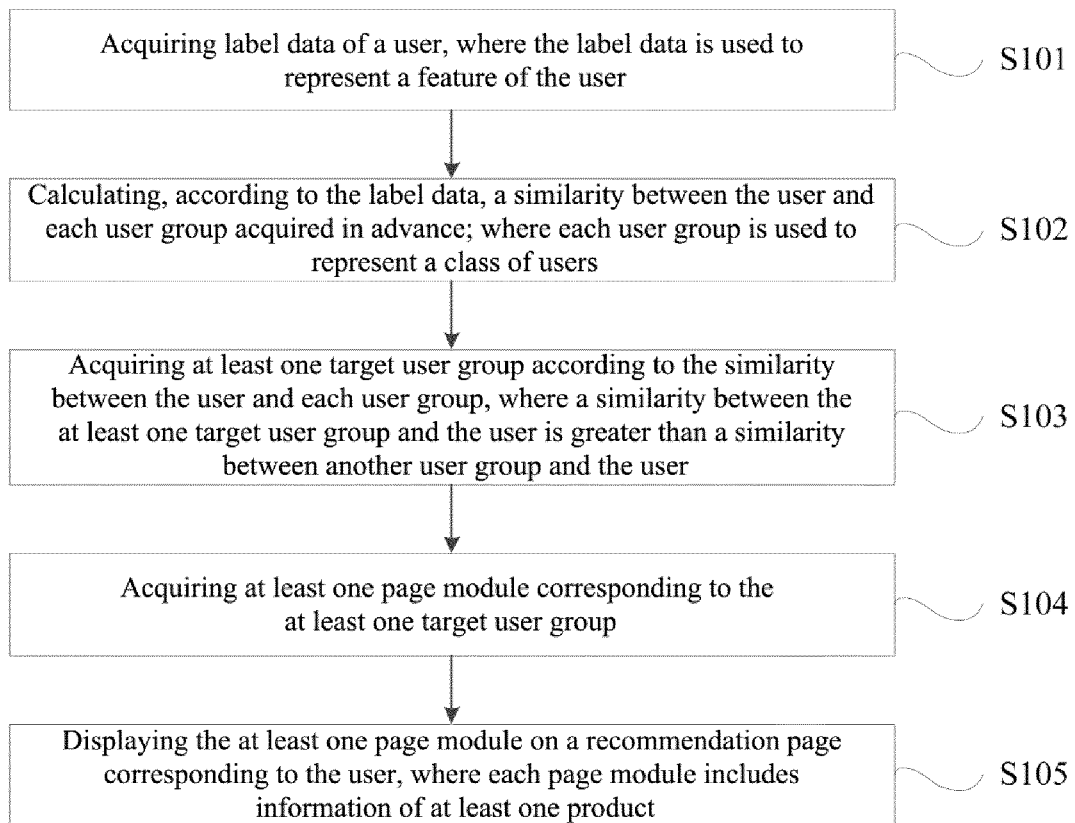 Acquiring label data of a user, where the label data is used to
represent a feature of the user
S101
Calculating, according to the label data, a similarity between the user and
each user group acquired in advance; where each user group is used to
represent a class of users
S102
Acquiring at least one target user group according to the similarity
between the user and each user group, where a similarity between the
at least one target user group and the user is greater than a similarity
between another user group and the user
S103
Acquiring at least one page module corresponding to the
at least one target user group
S104
Displaying the at least one page module on a recommendation page
corresponding to the user, where each page module includes
information of at least one product
S105